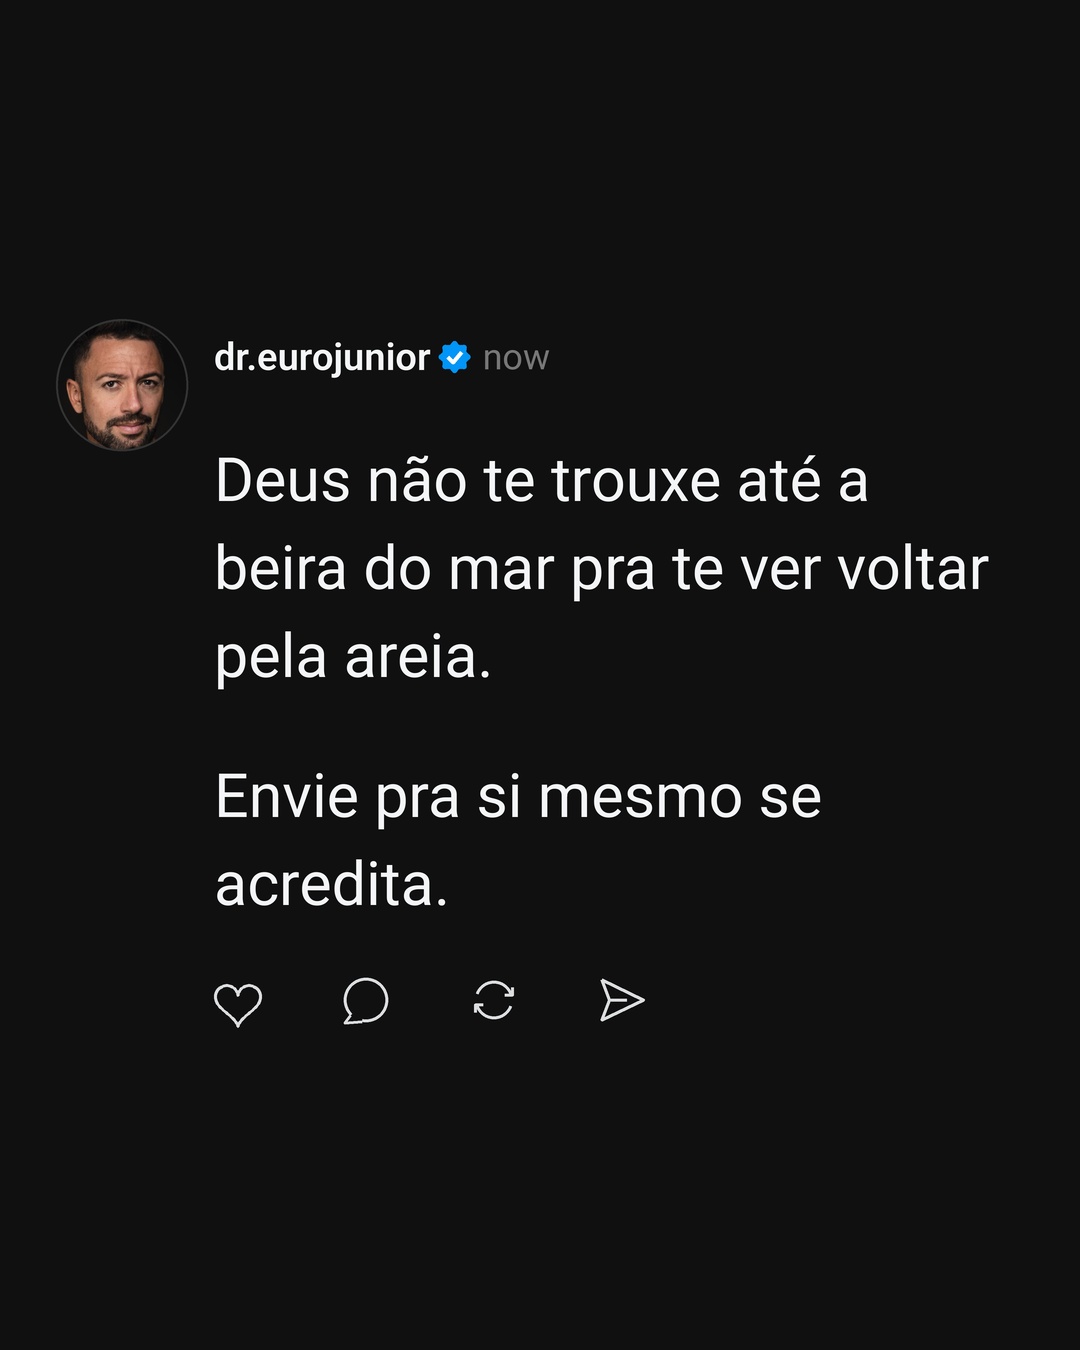 dr.eurojunior now
Deus não te trouxe até a
beira do mar pra te ver voltar
pela areia.
Envie pra si mesmo se
acredita.